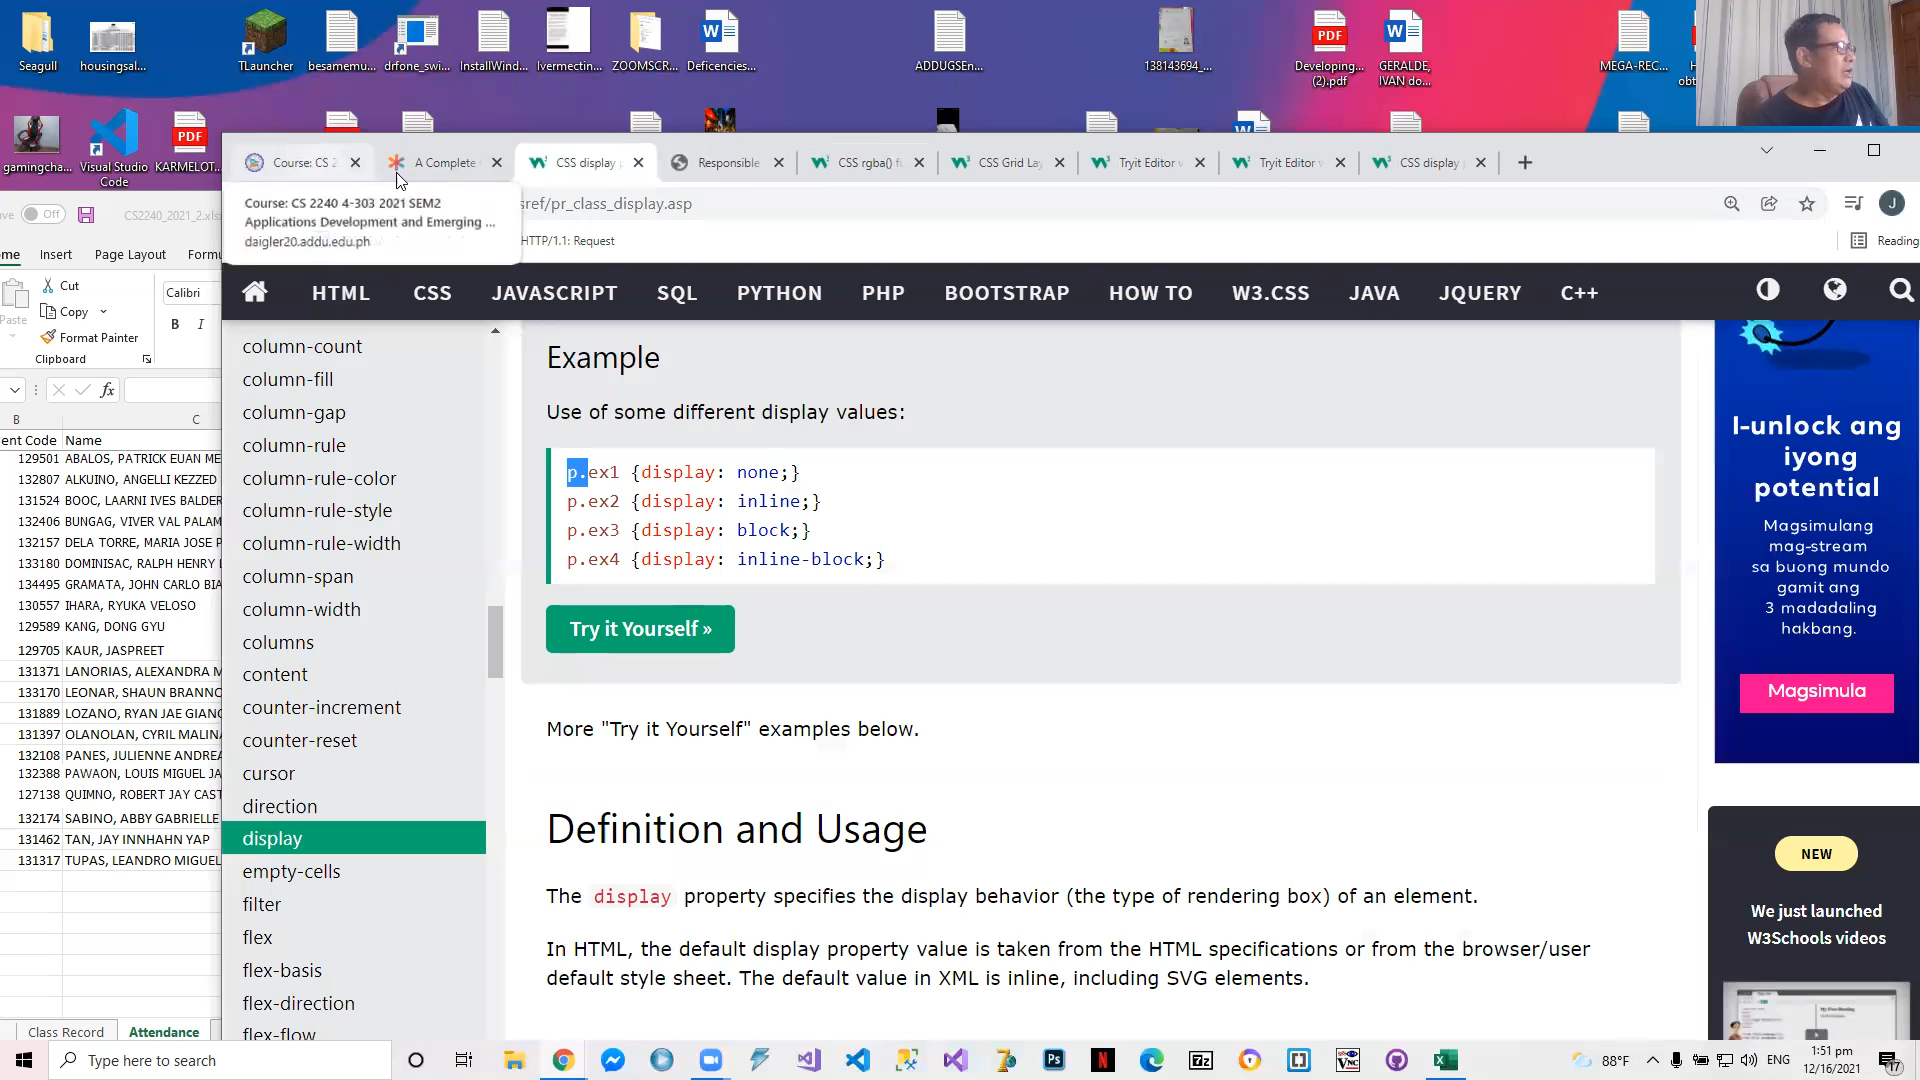 Seagull
housingsal...
TLauncher
besamemu...
drfone_swi...
InstallWind...
Ivermectin...
ZOOMSCR...
Deficiencies...
ADDUGSEn...
138143694_...
Developing...
(2).pdf
GERALDE,
IVAN do...
MEGA-REC...
gamingcha...
Visual Studio
Code
KARMELOT...
Course: CS 2
A Complete
CSS display
Responsible
CSS rgba() f
CSS Grid Lay
Tryit Editor v
Tryit Editor v
CSS display
Course: CS 2240 4-303 2021 SEM2
Applications Development and Emerging ...
daigler20.addu.edu.ph
sref/pr_class_display.asp
HTTP/1.1: Request
Reading
J
ve
Off
CS2240_2021_2.xls
me
Insert
Page Layout
Formu
Cut
Copy
Format Painter
Paste
Clipboard
Calibri
B
I
fx
HTML
CSS
JAVASCRIPT
SQL
PYTHON
PHP
BOOTSTRAP
HOW TO
W3.CSS
JAVA
JQUERY
C++
B
C
ent Code
Name
129501 ABALOS, PATRICK EUAN ME
132807 ALKUINO, ANGELI KEZZED
131524 BOOC, LAARNI IVES BALDER
132406 BUNGAG, VIVER VAL PALAM
132157 DELA TORRE, MARIA JOSE P
133180 DOMINISAC, RALPH HENRY L
134495 GRAMATA, JOHN CARLO BIA
130557 IHARA, RYUKA VELOSO
129589 KANG, DONG GYU
129705 KAUR, JASPREET
131371 LANORIAS, ALEXANDRA M
133170 LEONAR, SHAUN BRANNO
131889 LOZANO, RYAN JAE GIANC
131397 OLANOLAN, CYRIL MALINA
132108 PANES, JULIENNE ANDREA
132388 PAWAON, LOUIS MIGUEL JA
127138 QUIMNO, ROBERT JAY CAST
132174 SABINO, ABBY GABRIELLE
131462 TAN, JAY INNHAHN YAP
131317 TUPAS, LEANDRO MIGUEL
Class Record
Attendance
column-count
column-fill
column-gap
column-rule
column-rule-color
column-rule-style
column-rule-width
column-span
column-width
columns
content
counter-increment
counter-reset
cursor
direction
display
empty-cells
filter
flex
flex-basis
flex-direction
flex-flow
Example
Use of some different display values:
p.ex1 {display: none;}
p.ex2 {display: inline;}
p.ex3 {display: block;}
p.ex4 {display: inline-block;}
Try it Yourself »
More "Try it Yourself" examples below.
Definition and Usage
The display property specifies the display behavior (the type of rendering box) of an element.
In HTML, the default display property value is taken from the HTML specifications or from the browser/user
default style sheet. The default value in XML is inline, including SVG elements.
I-unlock ang
iyong
potential
Magsimulang
mag-stream
sa buong mundo
gamit ang
3 madadaling
hakbang.
Magsimula
NEW
We just launched
W3Schools videos
Type here to search
88°F
ENG
1:51 pm
12/16/2021
17